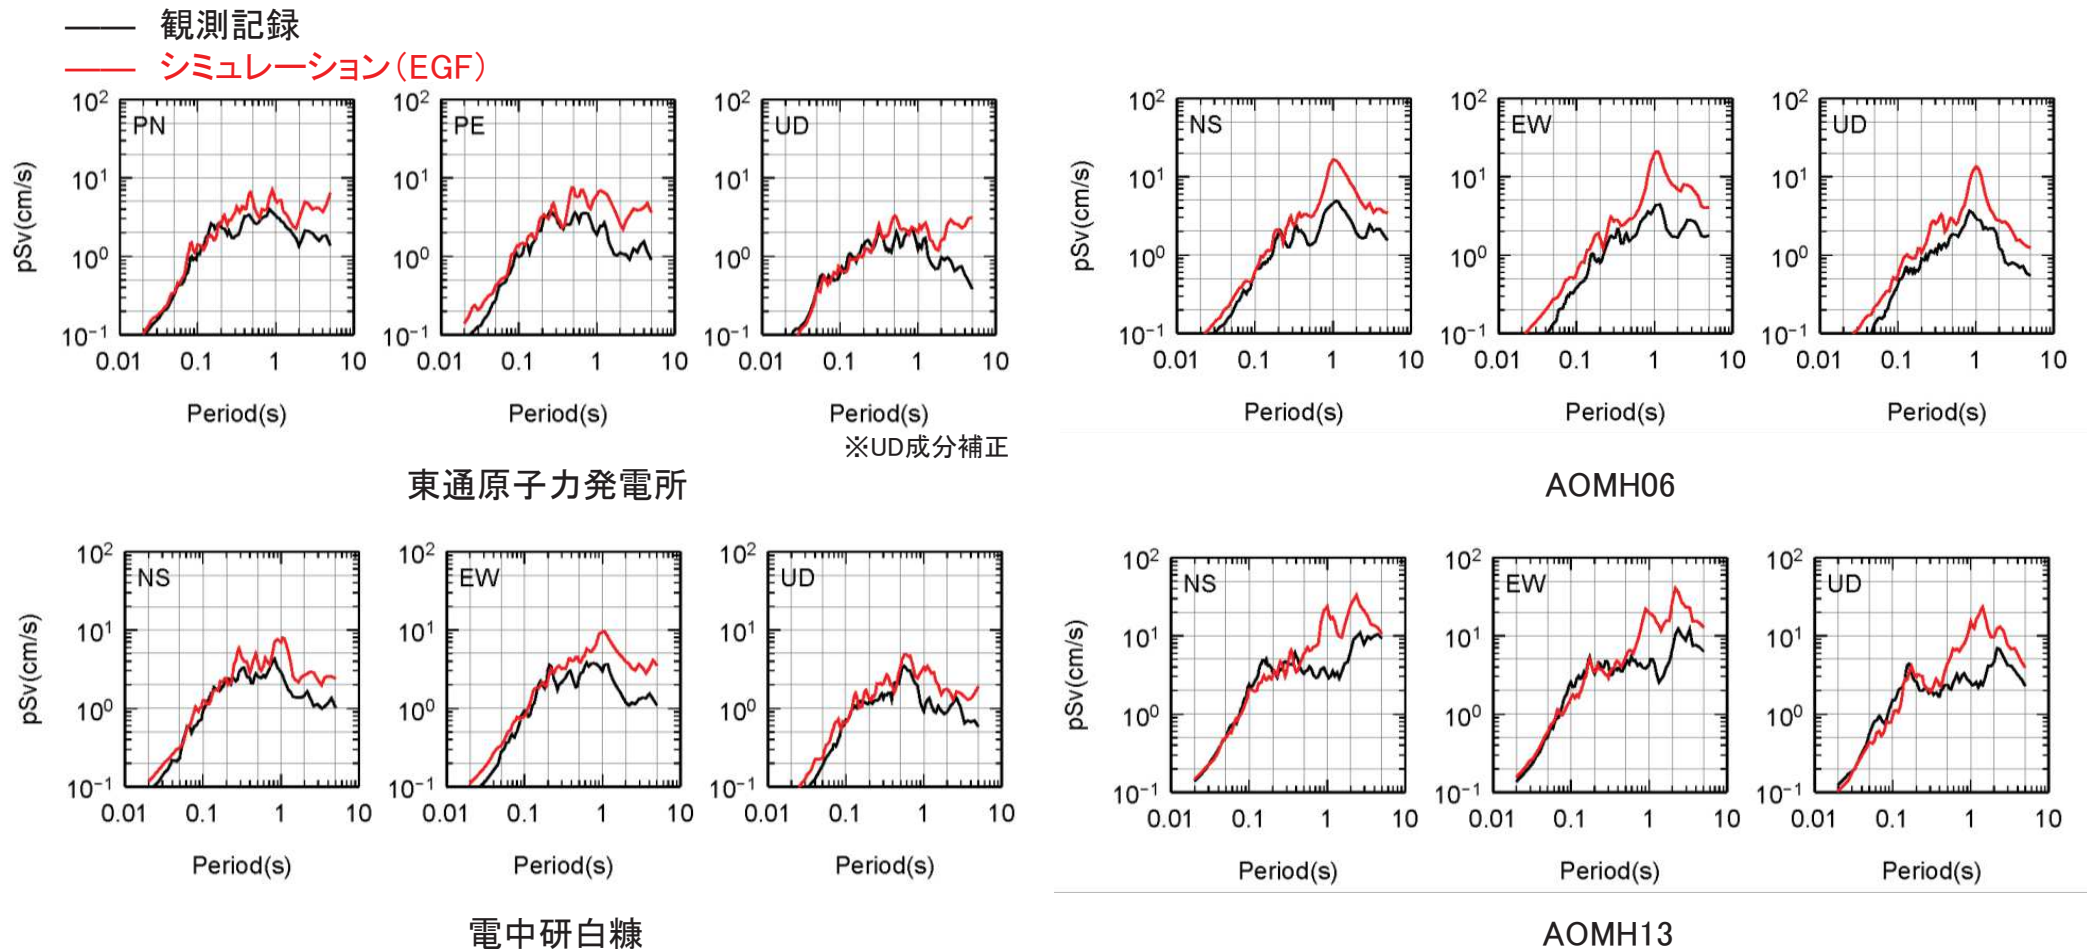 観測記録
シミュレーション(EGF)
10² 10¹ 10⁰ 10⁻¹
pSv(cm/s)
PN
0.01 0.1 1 10
Period(s)
10² 10¹ 10⁰ 10⁻¹
PE
0.01 0.1 1 10
Period(s)
10² 10¹ 10⁰ 10⁻¹
UD
0.01 0.1 1 10
Period(s)
※UD成分補正
東通原子力発電所
10² 10¹ 10⁰ 10⁻¹
pSv(cm/s)
NS
0.01 0.1 1 10
Period(s)
10² 10¹ 10⁰ 10⁻¹
EW
0.01 0.1 1 10
Period(s)
10² 10¹ 10⁰ 10⁻¹
UD
0.01 0.1 1 10
Period(s)
AOMH06
10² 10¹ 10⁰ 10⁻¹
pSv(cm/s)
NS
0.01 0.1 1 10
Period(s)
10² 10¹ 10⁰ 10⁻¹
EW
0.01 0.1 1 10
Period(s)
10² 10¹ 10⁰ 10⁻¹
UD
0.01 0.1 1 10
Period(s)
電中研白糠
10² 10¹ 10⁰ 10⁻¹
pSv(cm/s)
NS
0.01 0.1 1 10
Period(s)
10² 10¹ 10⁰ 10⁻¹
EW
0.01 0.1 1 10
Period(s)
10² 10¹ 10⁰ 10⁻¹
UD
0.01 0.1 1 10
Period(s)
AOMH13